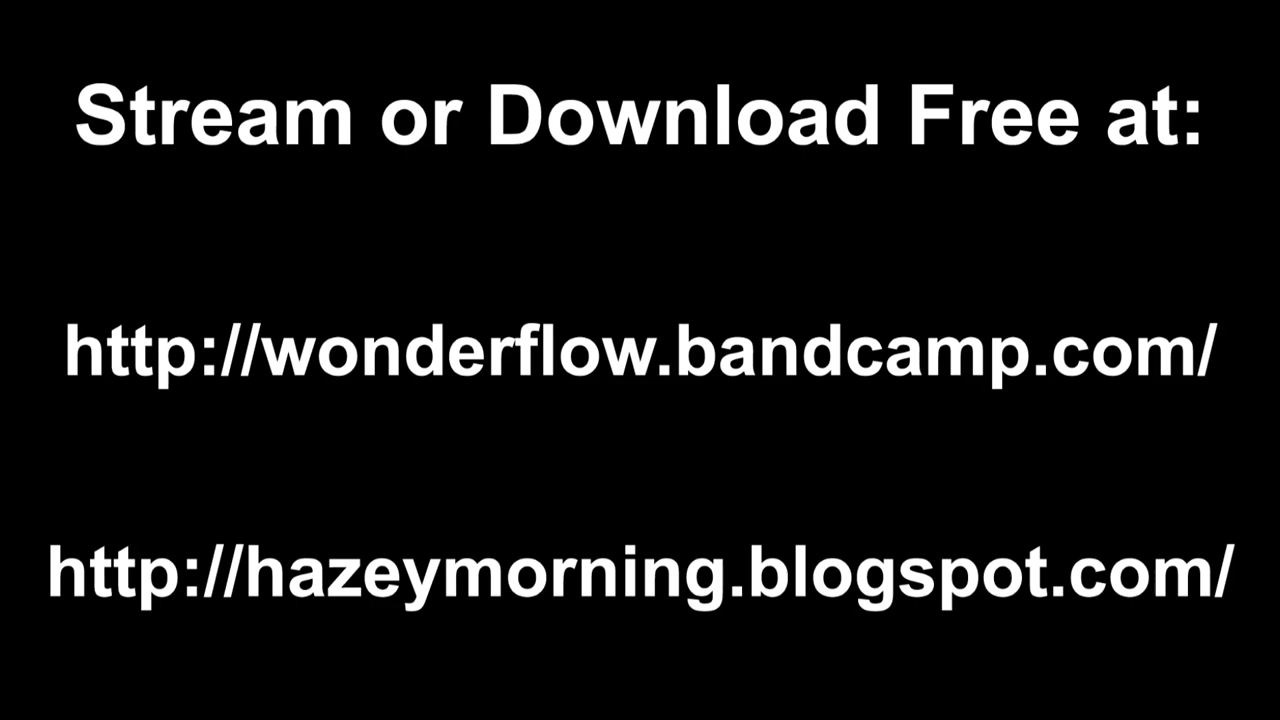 Stream or Download Free at:
http://wonderflow.bandcamp.com/
http://hazeymorning.blogspot.com/